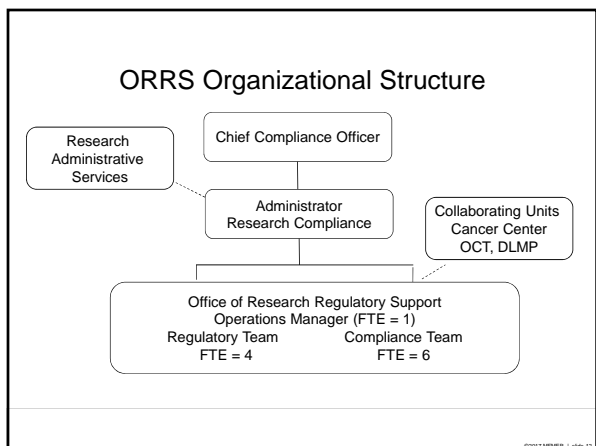 ORRS Organizational Structure
Chief Compliance Officer
Research
Administrative
Services
Administrator
Research Compliance
Collaborating Units
Cancer Center
OCT, DLMP
Office of Research Regulatory Support
Operations Manager (FTE = 1)
Regulatory Team Compliance Team
FTE = 4 FTE = 6